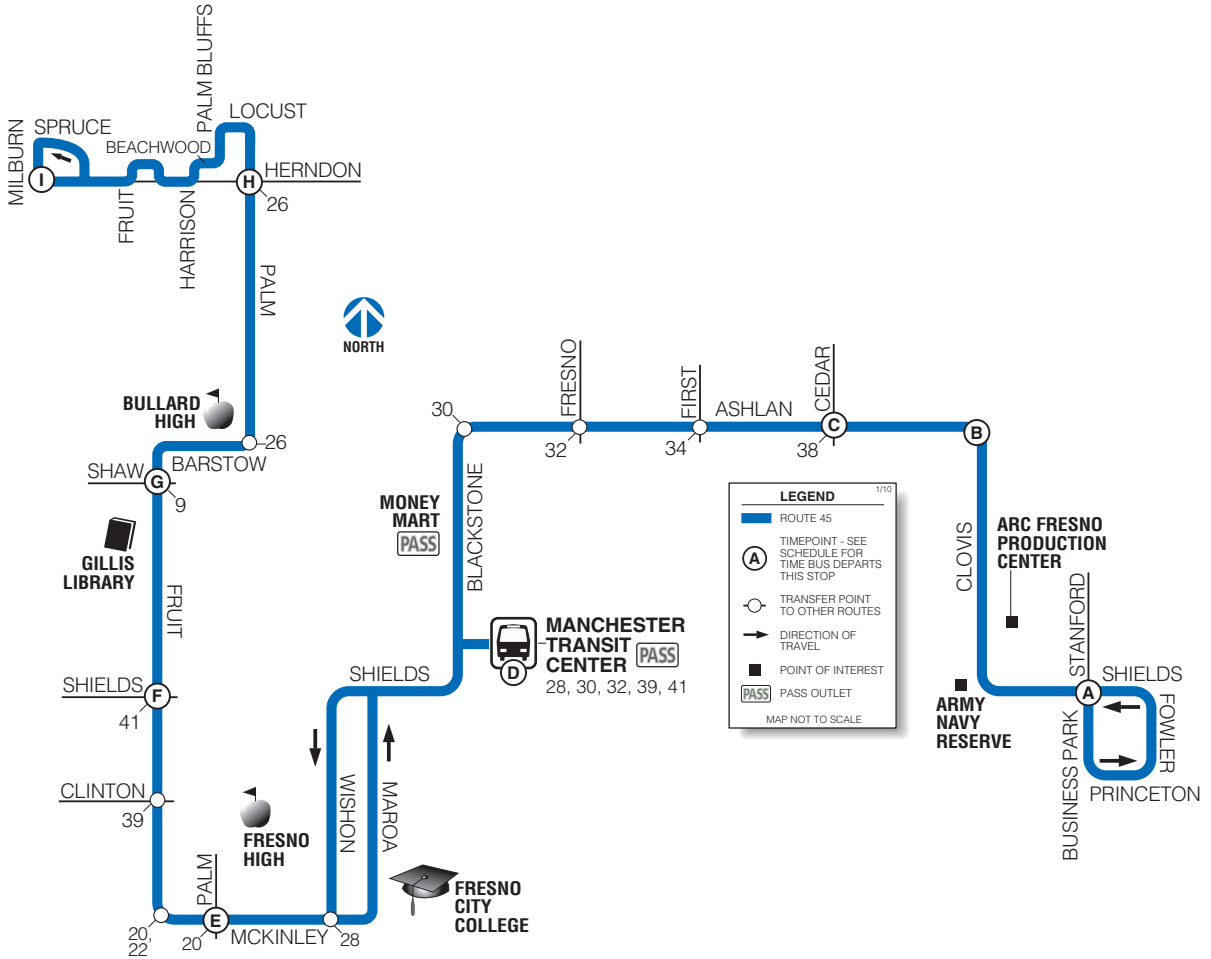 PALM BLUFFS
LOCUST
SPRUCE
MILBURN
BEACHWOOD
I
H
HERNDON
26
FRUIT
HARRISON
PALM
NORTH
BULLARD
HIGH
26
BARSTOW
SHAW
G
9
GILLIS
LIBRARY
FRUIT
SHIELDS
F
41
CLINTON
39
FRESNO
HIGH
PALM
20,
22
20
E
MCKINLEY
28
WISHON
MAROA
FRESNO
CITY
COLLEGE
SHIELDS
MANCHESTER
TRANSIT
CENTER
PASS
D
28, 30, 32, 39, 41
MONEY
MART
PASS
BLACKSTONE
30
FRESNO
32
FIRST
34
ASHLAN
CEDAR
C
38
B
CLOVIS
ARC FRESNO
PRODUCTION
CENTER
STANFORD
SHIELDS
A
ARMY
NAVY
RESERVE
BUSINESS PARK
FOWLER
PRINCETON
1/10
LEGEND
ROUTE 45
A
TIMEPOINT - SEE
SCHEDULE FOR
TIME BUS DEPARTS
THIS STOP
TRANSFER POINT
TO OTHER ROUTES
DIRECTION OF
TRAVEL
POINT OF INTEREST
PASS
PASS OUTLET
MAP NOT TO SCALE